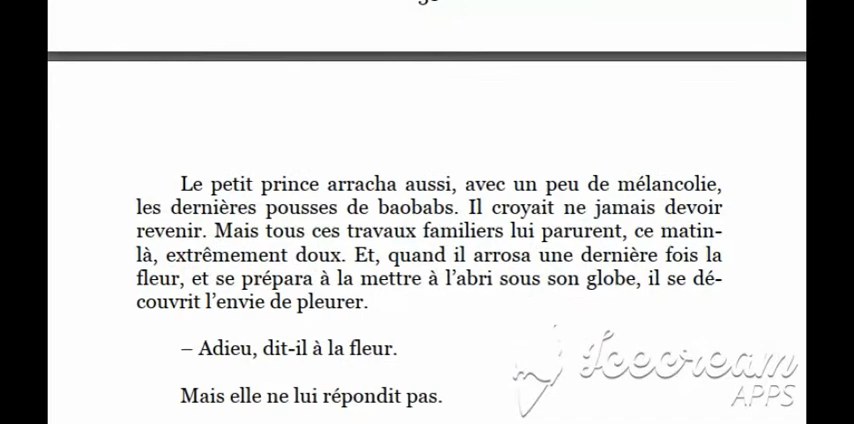 Le petit prince arracha aussi, avec un peu de mélancolie,
les dernières pousses de baobabs. Il croyait ne jamais devoir
revenir. Mais tous ces travaux familiers lui parurent, ce matin-
là, extrêmement doux. Et, quand il arrosa une dernière fois la
fleur, et se prépara à la mettre à l’abri sous son globe, il se dé-
couvrit l’envie de pleurer.
– Adieu, dit-il à la fleur.
Mais elle ne lui répondit pas.
Icecream
APPS